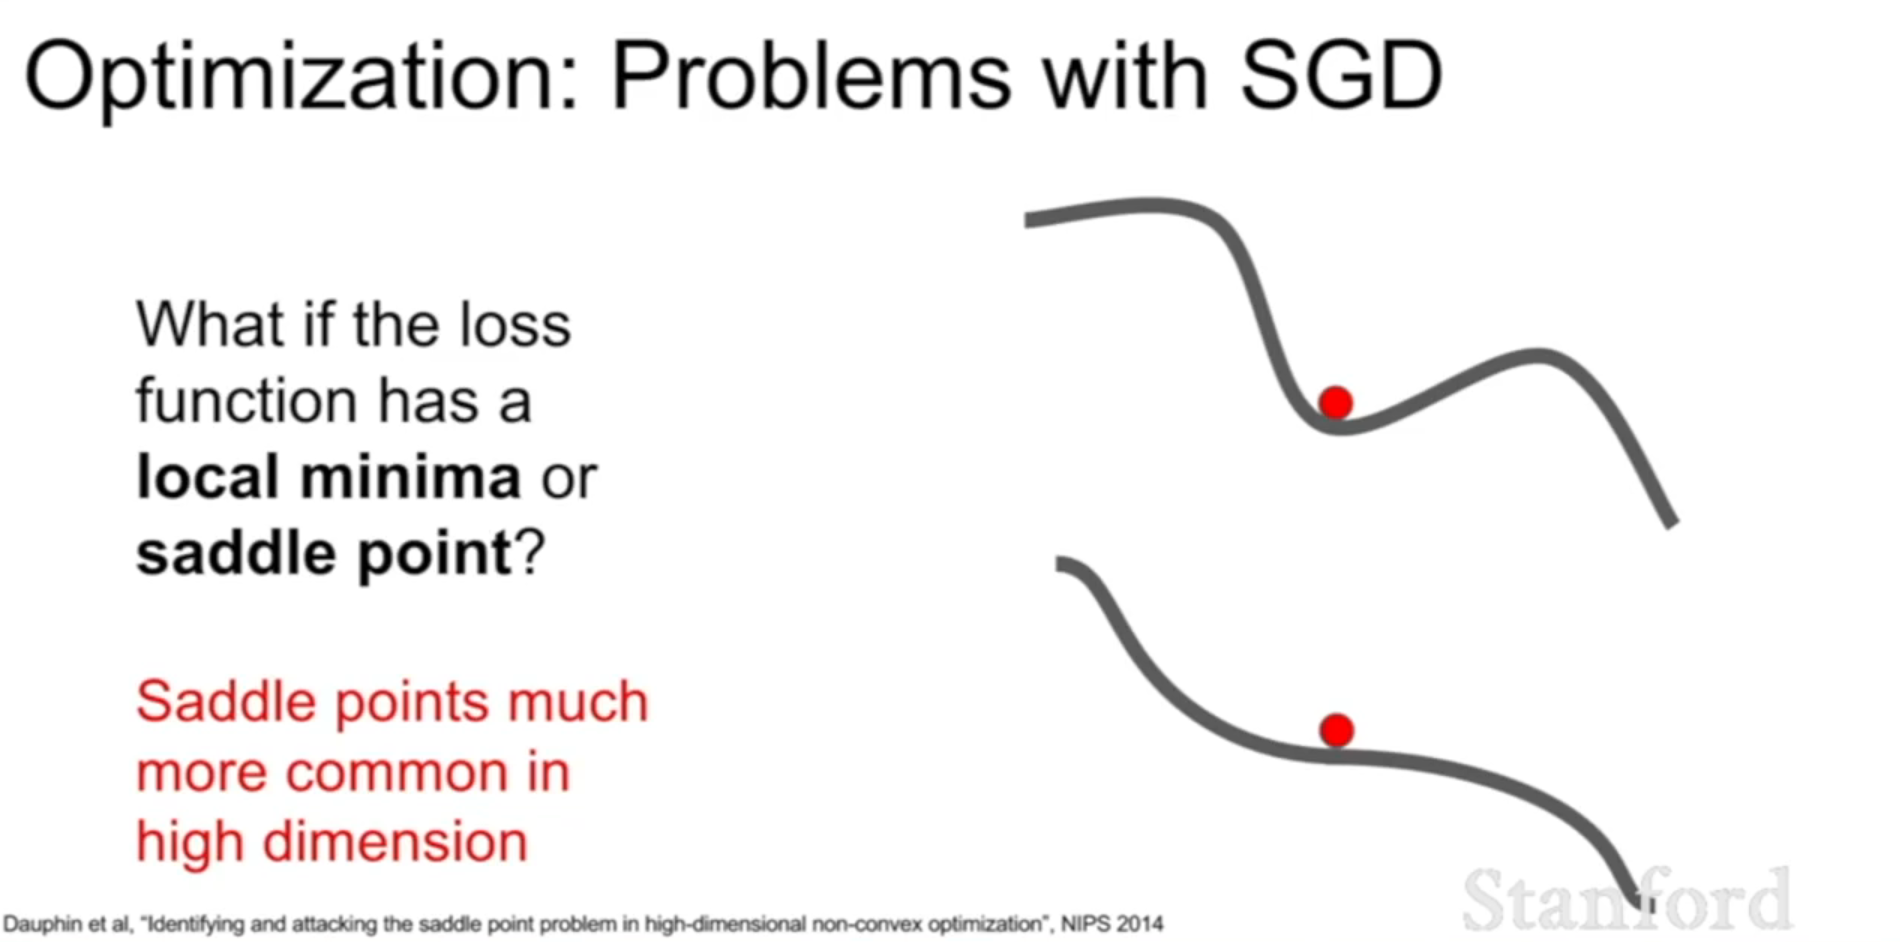 Optimization: Problems with SGD
What if the loss
function has a
local minima or
saddle point?
Saddle points much
more common in
high dimension
Dauphin et al, “Identifying and attacking the saddle point problem in high-dimensional non-convex optimization”, NIPS 2014
Stanford